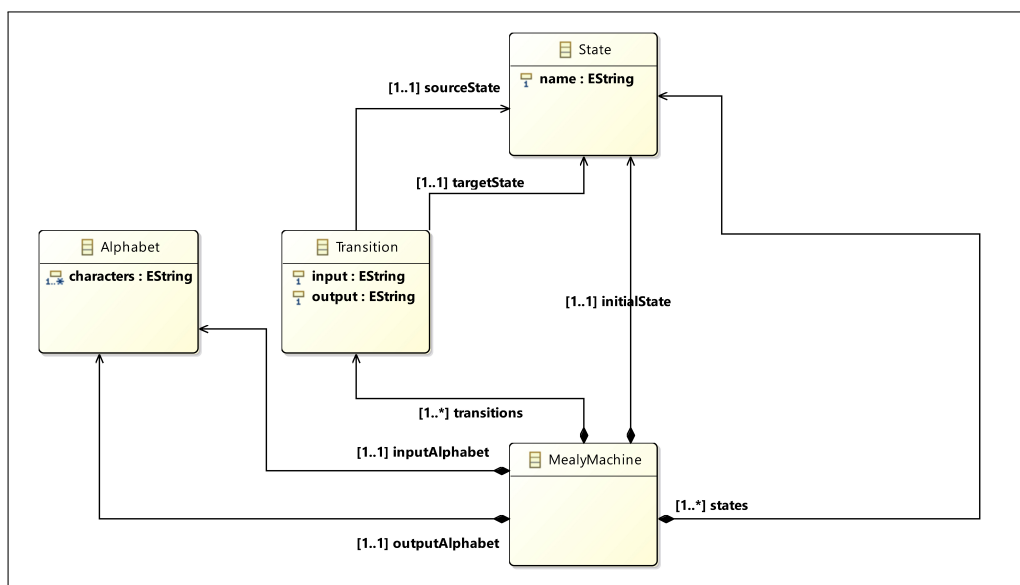 State
name : EString
[1..1] sourceState
[1..1] targetState
Alphabet
1..* characters : EString
Transition
input : EString
output : EString
[1..1] initialState
[1..*] transitions
[1..1] inputAlphabet
MealyMachine
[1..*] states
[1..1] outputAlphabet